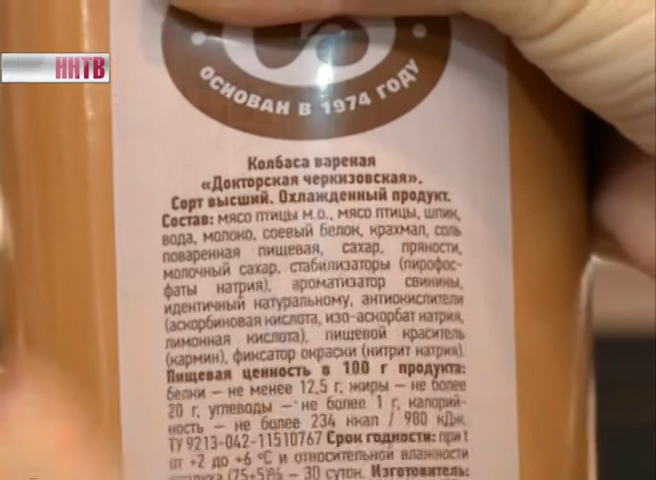 ННТВ
ОСНОВАН В 1974 ГОДУ
Колбаса вареная
«Докторская черкизовская».
Сорт высший. Охлажденный продукт.
Состав: мясо птицы м.о., мясо птицы, шпик,
вода, молоко, соевый белок, крахмал, соль
поваренная пищевая, сахар, пряности,
молочный сахар, стабилизаторы (пирофос-
фаты натрия), ароматизатор свинины,
идентичный натуральному, антиокислители
(аскорбиновая кислота, изо-аскорбат натрия,
лимонная кислота), пищевой краситель
(кармин), фиксатор окраски (нитрит натрия).
Пищевая ценность в 100 г продукта:
белки – не менее 12,5 г, жиры – не более
20 г, углеводы – не более 1 г, калорий-
ность – не более 234 ккал / 980 кДж.
ТУ 9213-042-11510767 Срок годности: при t
от +2 до +6 °С и относительной влажности
воздуха (75+5)% – 30 суток. Изготовитель: